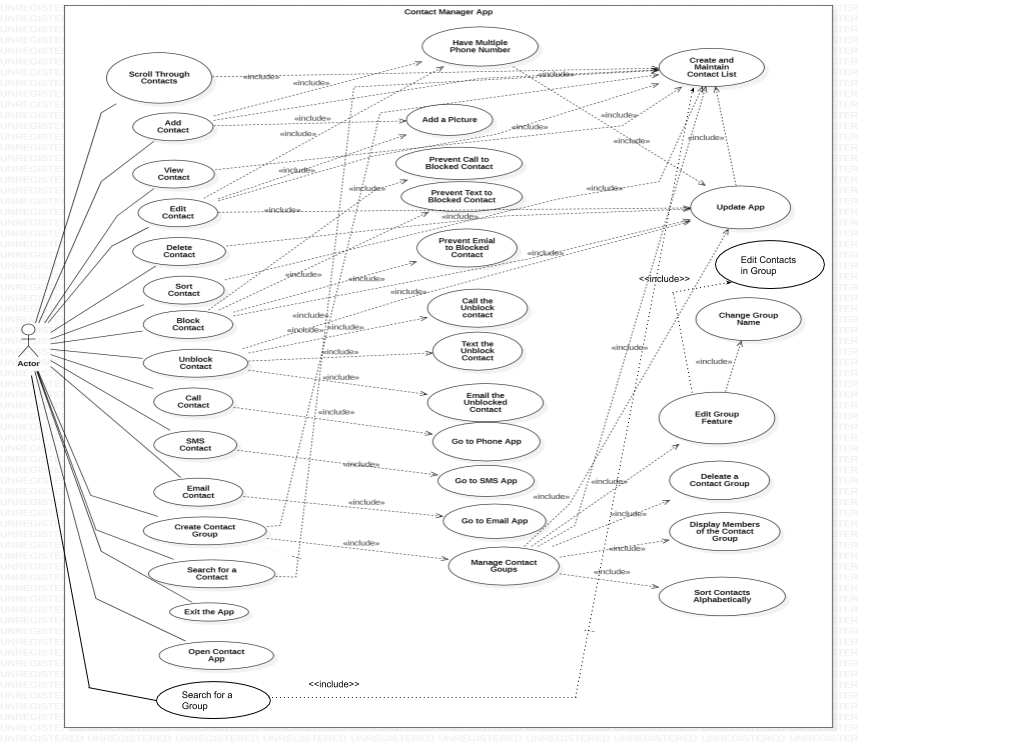 Contact Manager App
Have Multiple
Phone Number
Scroll Through
Contacts
Create and
Maintain
Contact List
«include»
«include»
Add
Contact
«include»
Add a Picture
«include»
«include»
«include»
«include»
View
Contact
Prevent Call to
Blocked Contact
«include»
«include»
«include»
Prevent Text to
Blocked Contact
Edit
Contact
«include»
«include»
Update App
Delete
Contact
Prevent Emial
to Blocked
Contact
«include»
Edit Contacts
in Group
«include»
<<include>>
Sort
Contact
«include»
Call the
Unblock
contact
Change Group
Name
Block
Contact
«include»
«include»
«include»
Actor
Unblock
Contact
«include»
Text the
Unblock
Contact
«include»
«include»
Call
Contact
«include»
Email the
Unblocked
Contact
«include»
Edit Group
Feature
SMS
Contact
Go to Phone App
«include»
Go to SMS App
«include»
Deleate a
Contact Group
Email
Contact
«include»
«include»
Go to Email App
«include»
Create Contact
Group
Display Members
of the Contact
Group
«include»
«include»
Search for a
Contact
Manage Contact
Goups
«include»
Sort Contacts
Alphabetically
Exit the App
Open Contact
App
<<include>>
Search for a
Group
UNREGISTERED UNREGISTERED UNREGISTERED UNREGISTERED UNREGISTERED UNREGISTERED UNREGISTERED UNREGISTERED UNREGISTERED UNREGISTERED